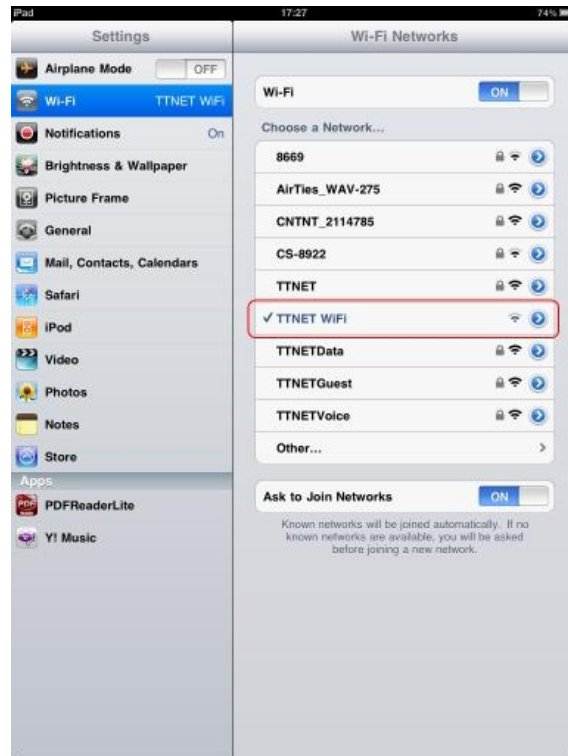 iPad 17:27 74%
Settings
Airplane Mode OFF
Wi-Fi TTNET WiFi
Notifications On
Brightness & Wallpaper
Picture Frame
General
Mail, Contacts, Calendars
Safari
iPod
Video
Photos
Notes
Store
Apps
PDFReaderLite
Y! Music
Wi-Fi Networks
Wi-Fi ON
Choose a Network...
8669
AirTies_WAV-275
CNTNT_2114785
CS-8922
TTNET
✓ TTNET WiFi
TTNETData
TTNETGuest
TTNETVoice
Other...
Ask to Join Networks ON
Known networks will be joined automatically. If no
known networks are available, you will be asked
before joining a new network.